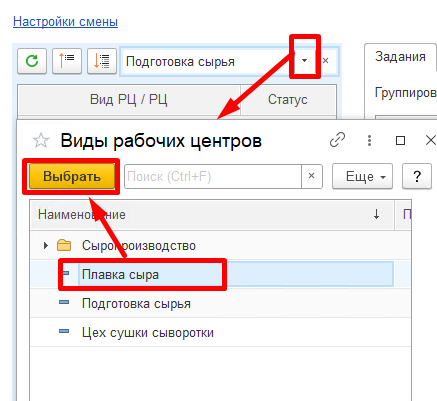 Настройки смены
Подготовка сырья
Задания
Вид РЦ / РЦ Статус
Группиров
Виды рабочих центров
Выбрать Поиск (Ctrl+F) × Еще ?
Наименование ↓ П
Сыропроизводство
Плавка сыра
Подготовка сырья
Цех сушки сыворотки